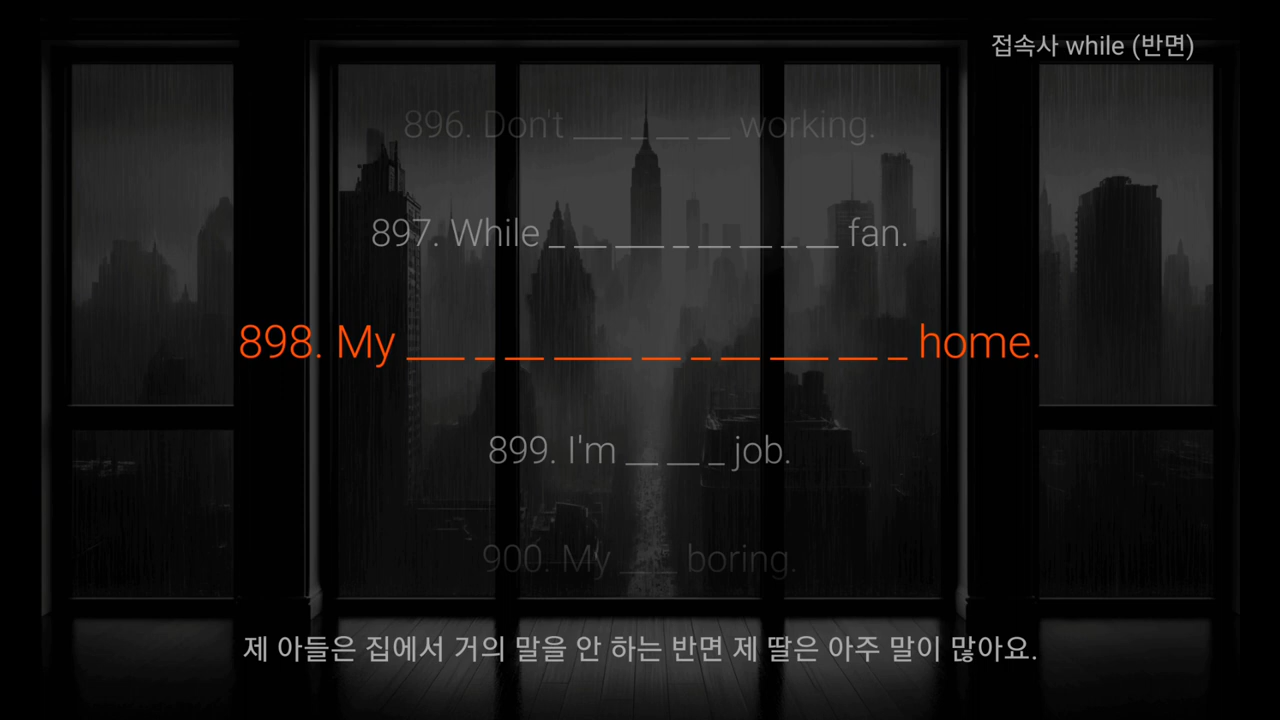 접속사 while (반면)
896. Don't ___ _ __ __ working.
897. While _ __ ___ _ __ __ _ __ fan.
898. My ___ _ __ ____ __ _ __ ___ __ _ home.
899. I'm __ __ _ job.
900. My ___ boring.
제 아들은 집에서 거의 말을 안 하는 반면 제 딸은 아주 말이 많아요.